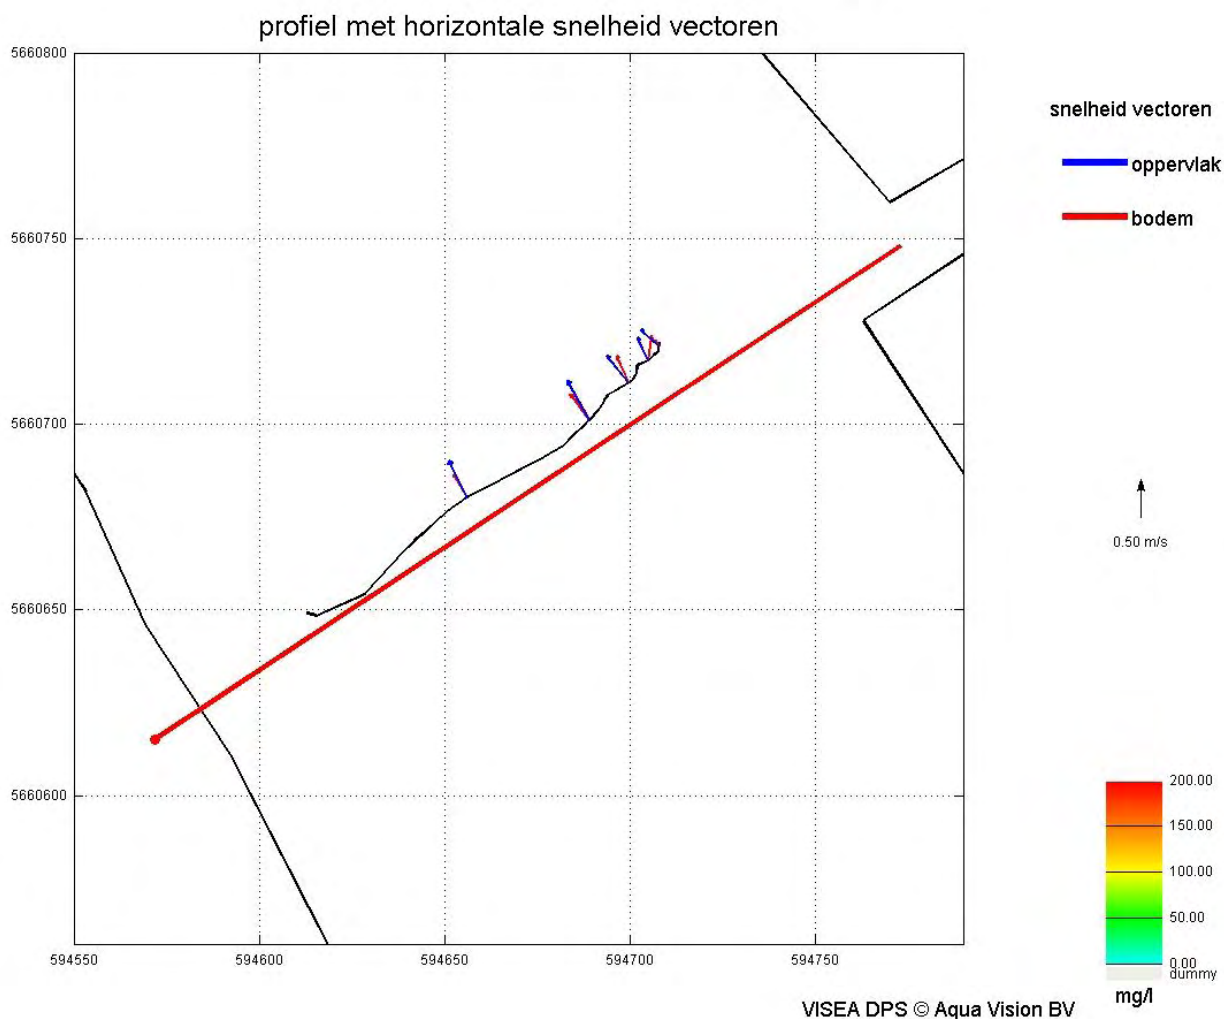 profiel met horizontale snelheid vectoren
5660800
5660750
5660700
5660650
5660600
594550
594600
594650
594700
594750
snelheid vectoren
oppervlak
bodem
0.50 m/s
200.00
150.00
100.00
50.00
0.00
dummy
mg/l
VISEA DPS © Aqua Vision BV